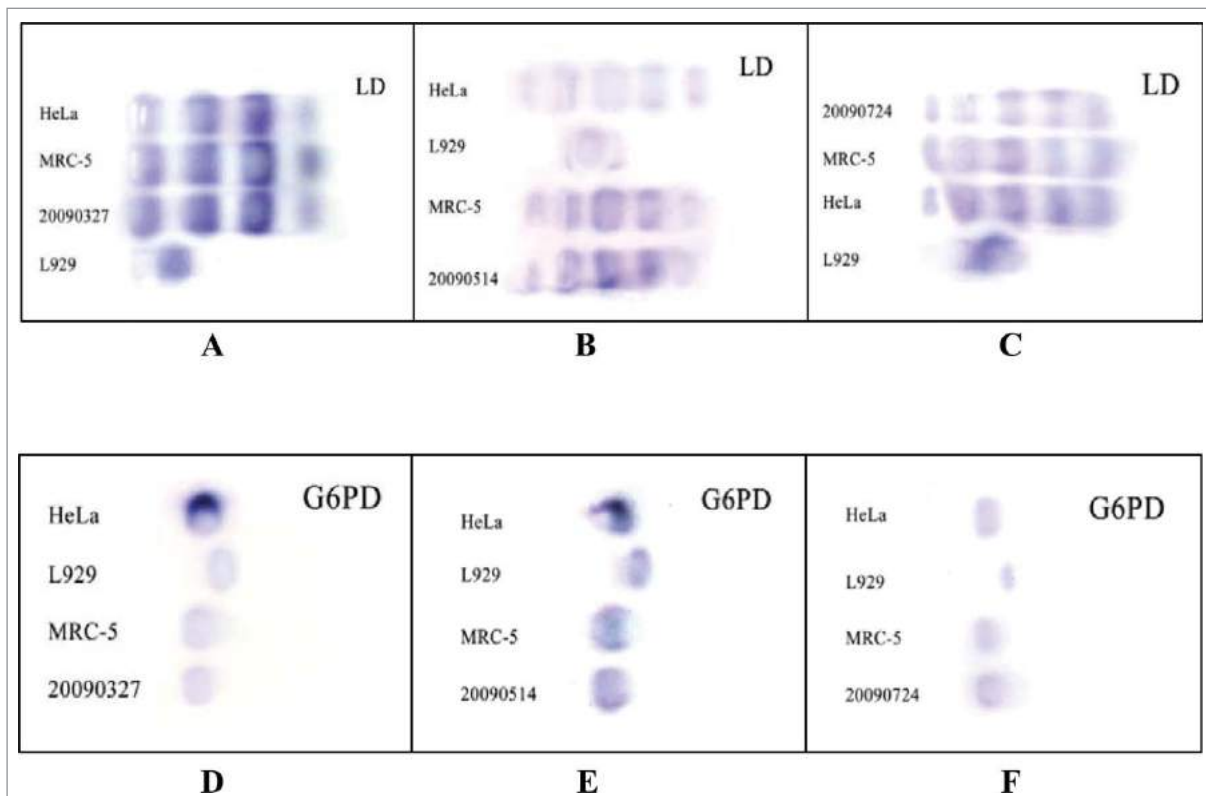 LD
HeLa
MRC-5
20090327
L929
A
LD
HeLa
L929
MRC-5
20090514
B
LD
20090724
MRC-5
HeLa
L929
C
G6PD
HeLa
L929
MRC-5
20090327
D
G6PD
HeLa
L929
MRC-5
20090514
E
G6PD
HeLa
L929
MRC-5
20090724
F